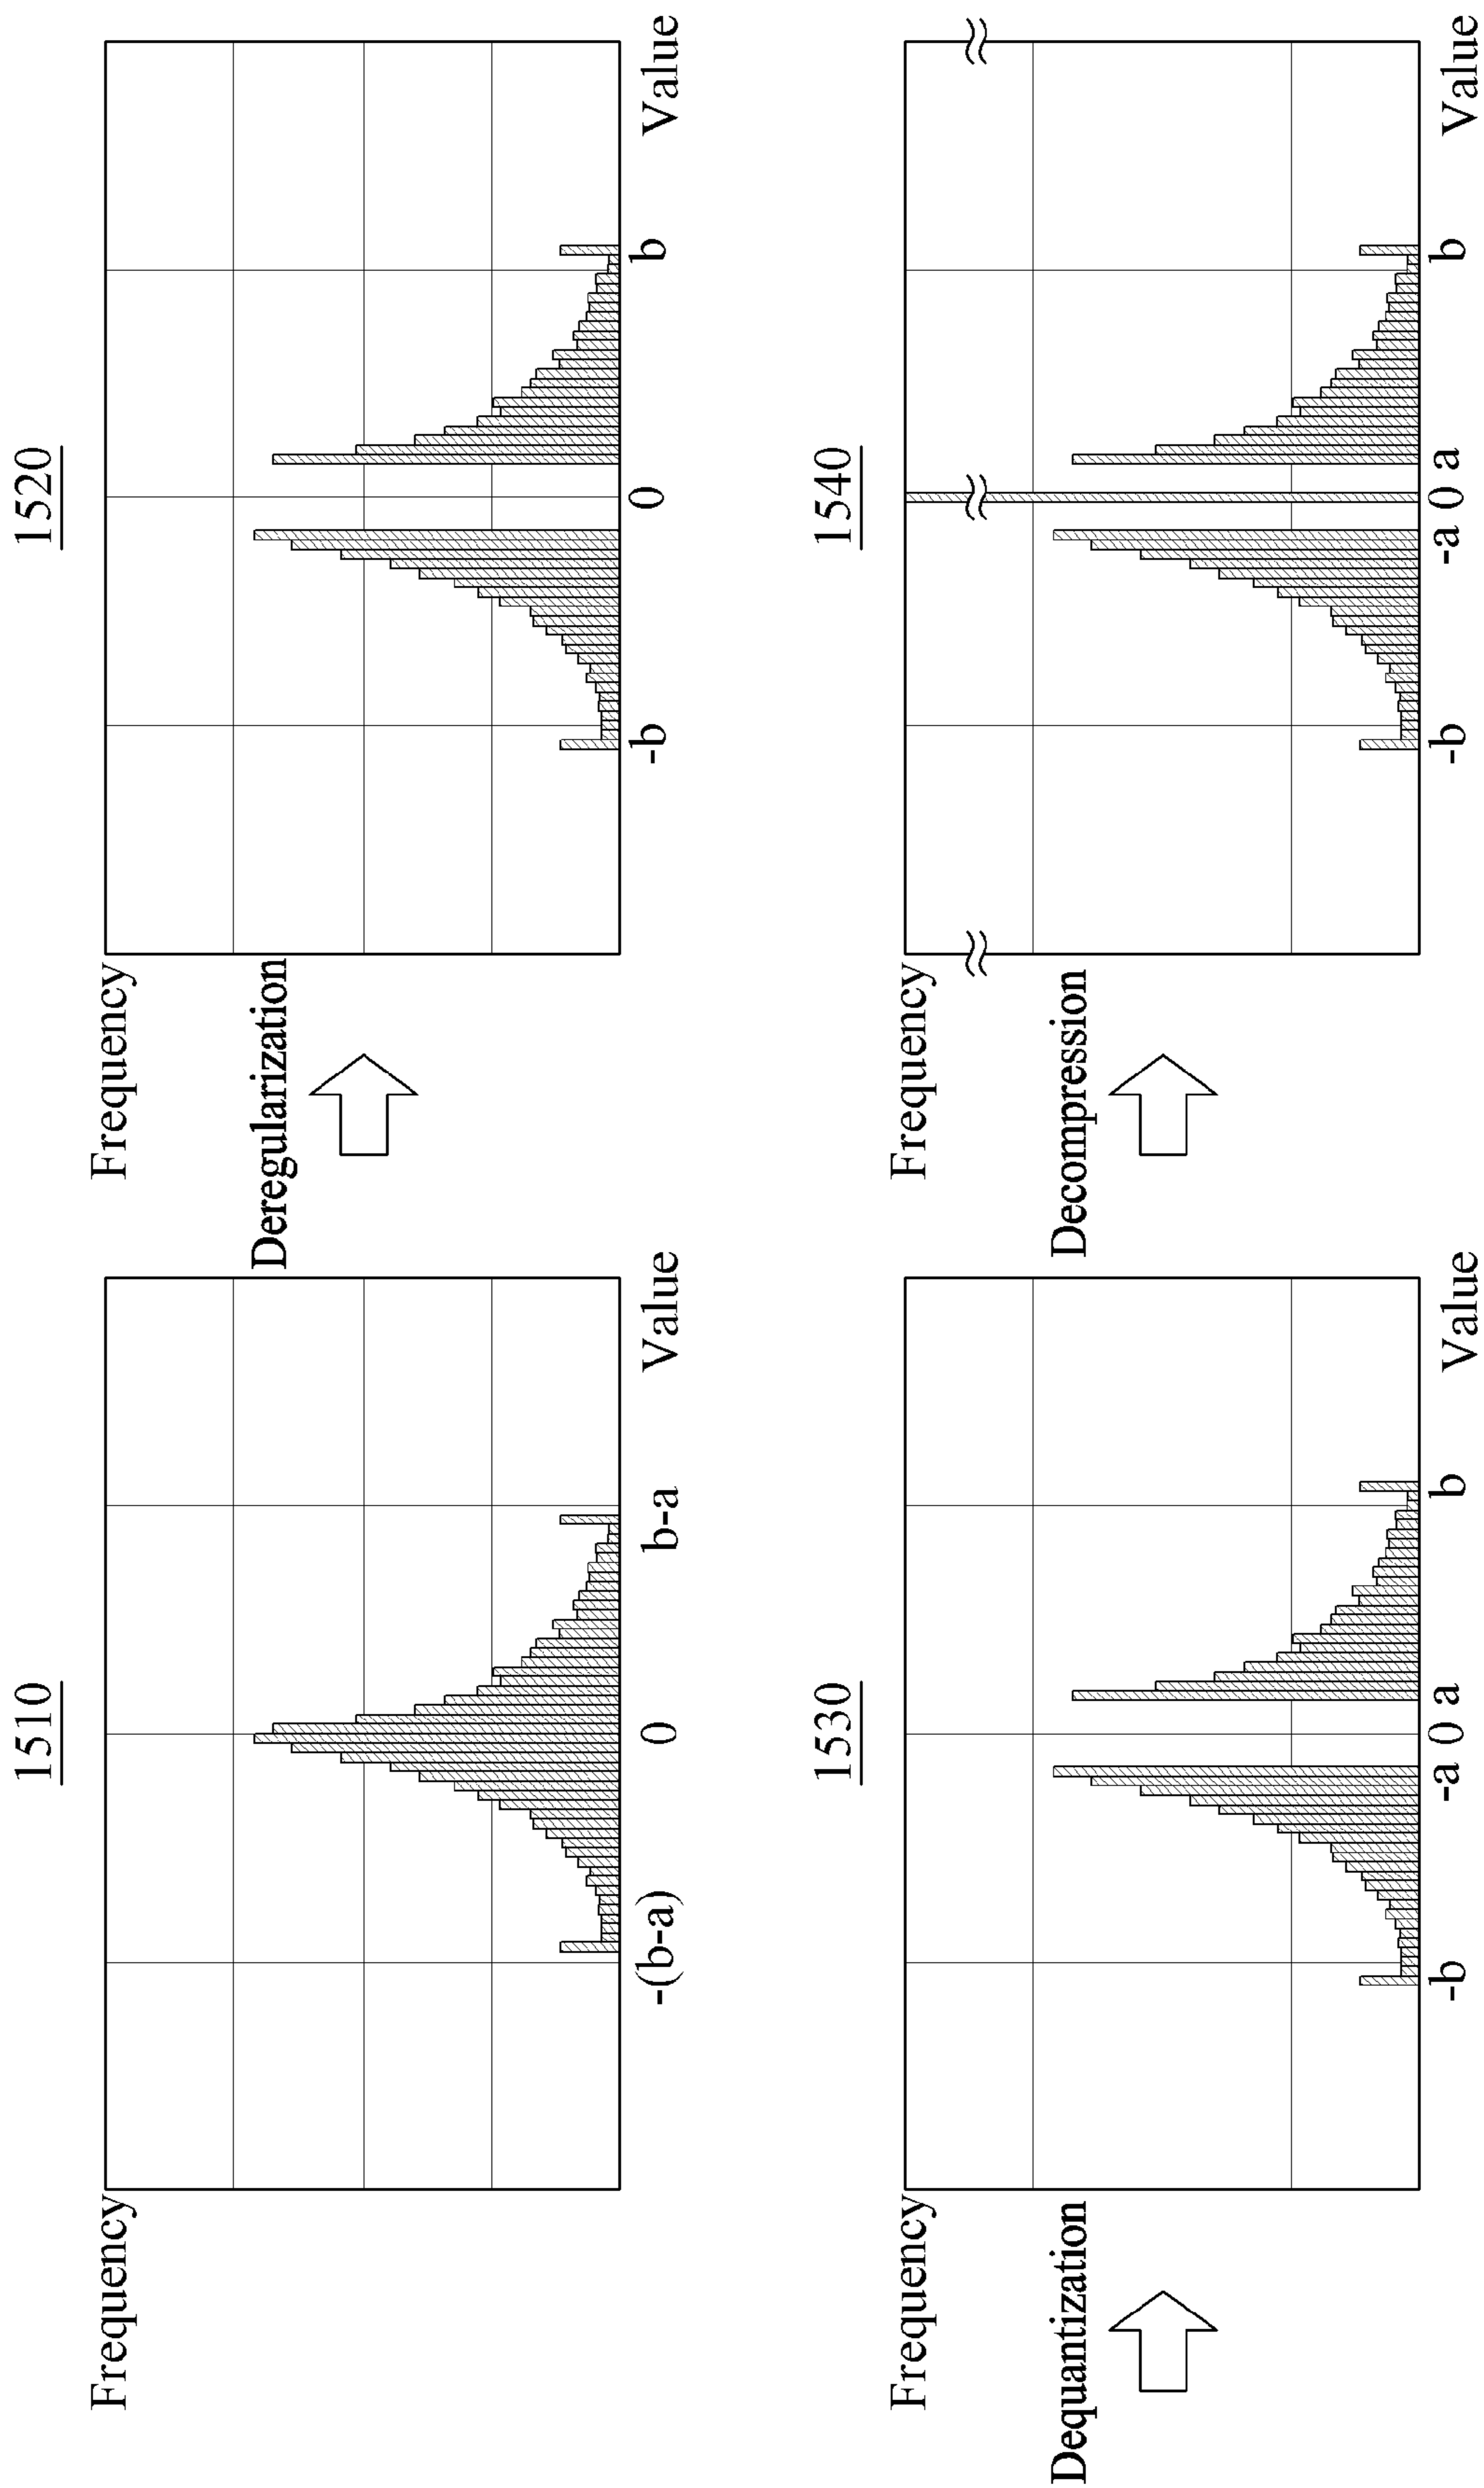 1510
Frequency
-(b-a)
0
b-a
Value
Deregularization
1520
Frequency
-b
0
b
Value
Dequantization
1530
Frequency
-b
-a
0
a
b
Value
Decompression
1540
Frequency
-b
-a
0
a
b
Value